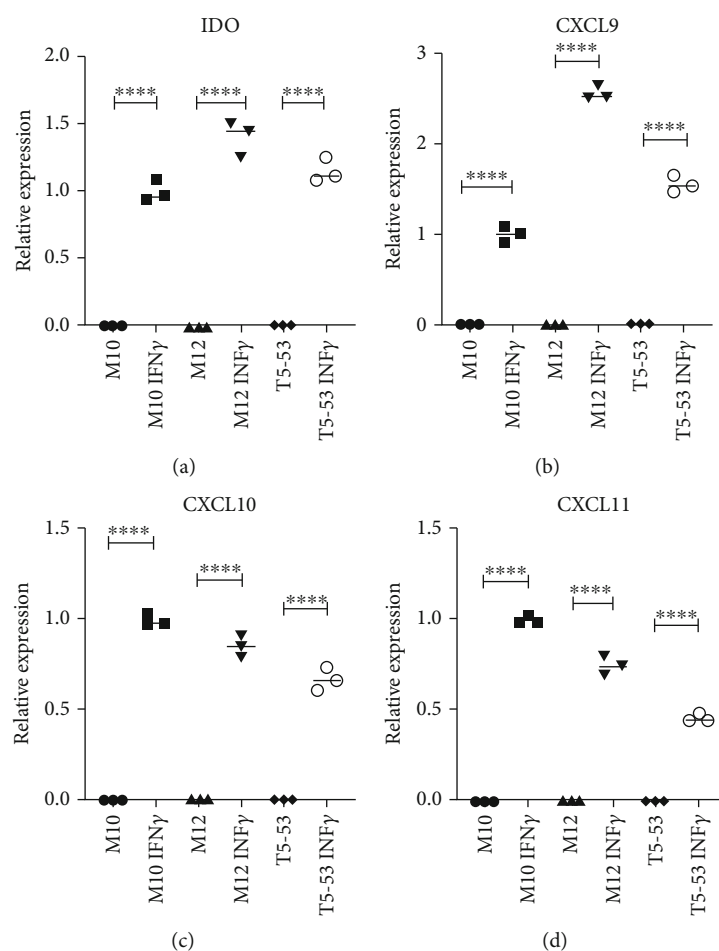 IDO
2.0
1.5
1.0
0.5
0.0
Relative expression
****
****
****
M10
M10 IFNγ
M12
M12 INFγ
T5-53
T5-53 INFγ
(a)
CXCL9
3
2
1
0
Relative expression
****
****
****
M10
M10 IFNγ
M12
M12 INFγ
T5-53
T5-53 INFγ
(b)
CXCL10
1.5
1.0
0.5
0.0
Relative expression
****
****
****
M10
M10 IFNγ
M12
M12 INFγ
T5-53
T5-53 INFγ
(c)
CXCL11
1.5
1.0
0.5
0.0
Relative expression
****
****
****
M10
M10 IFNγ
M12
M12 INFγ
T5-53
T5-53 INFγ
(d)